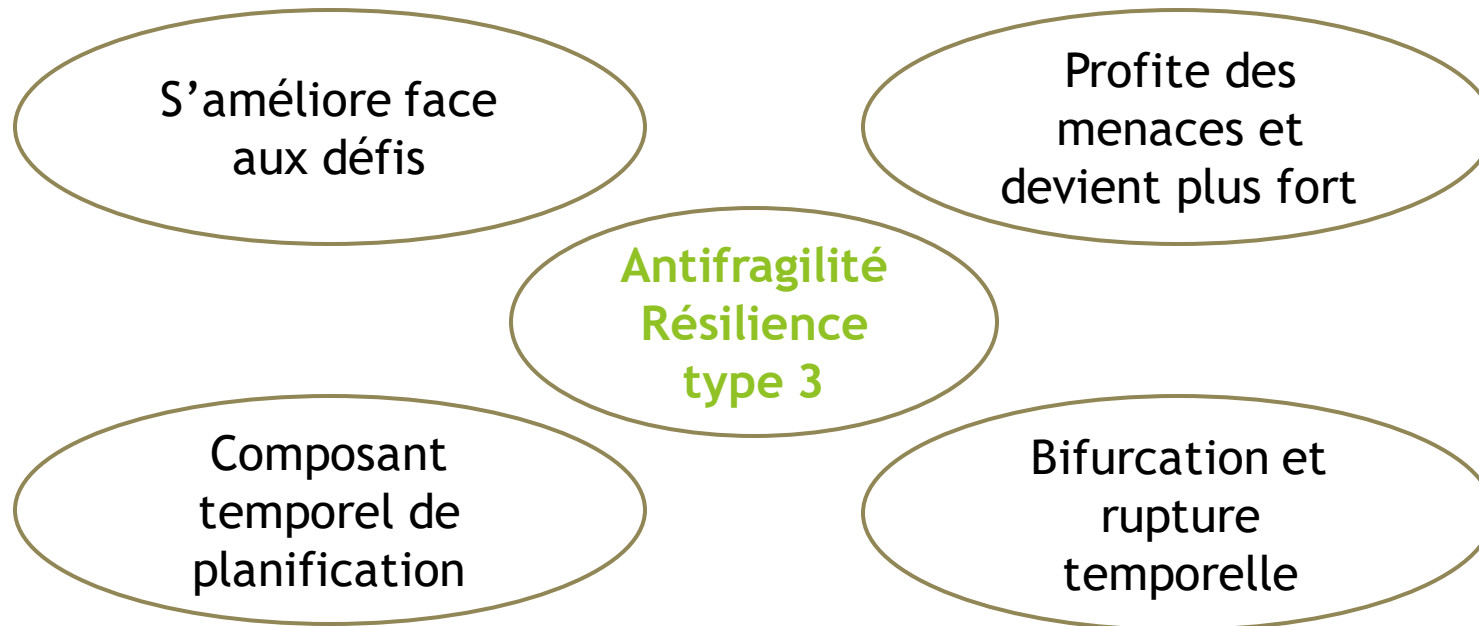 S’améliore face
aux défis
Profite des
menaces et
devient plus fort
Antifragilité
Résilience
type 3
Composant
temporel de
planification
Bifurcation et
rupture
temporelle